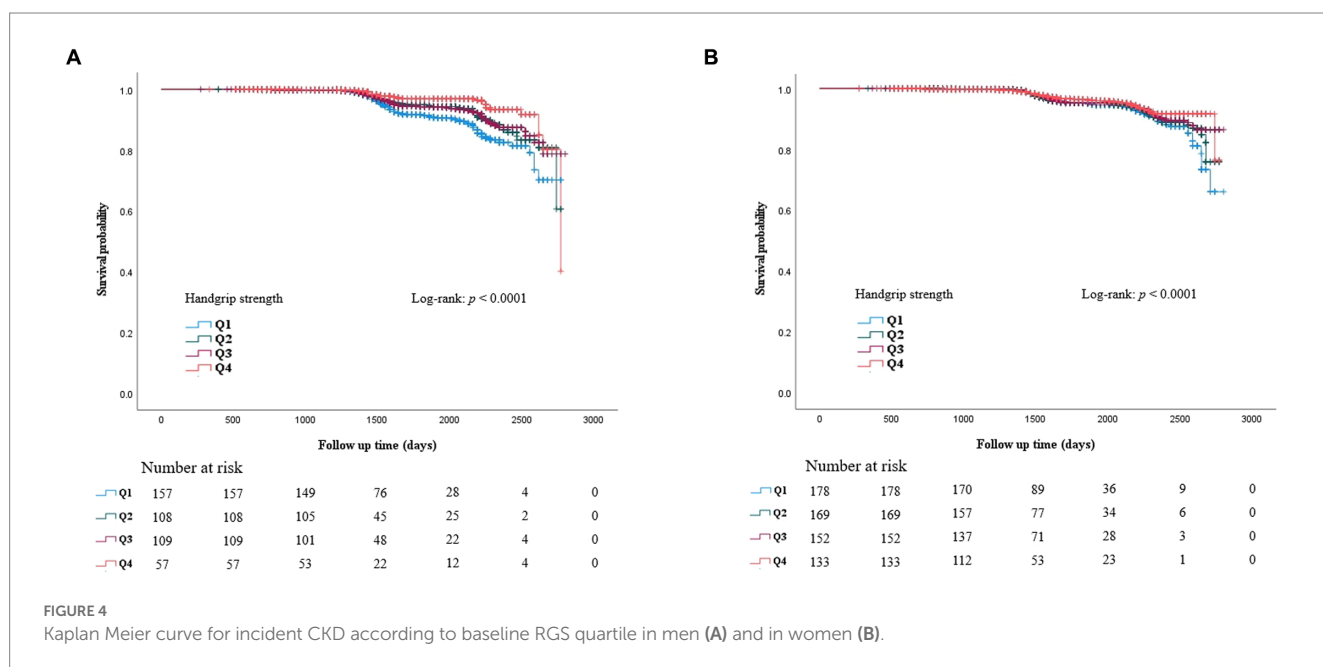 A
1.0
0.8
0.6
0.4
0.2
0.0
Survival probability
Handgrip strength
Log-rank: p < 0.0001
Q1
Q2
Q3
Q4
0 500 1000 1500 2000 2500 3000
Follow up time (days)
Number at risk
Q1 157 157 149 76 28 4 0
Q2 108 108 105 45 25 2 0
Q3 109 109 101 48 22 4 0
Q4 57 57 53 22 12 4 0
B
1.0
0.8
0.6
0.4
0.2
0.0
Survival probability
Handgrip strength
Log-rank: p < 0.0001
Q1
Q2
Q3
Q4
0 500 1000 1500 2000 2500 3000
Follow up time (days)
Number at risk
Q1 178 178 170 89 36 9 0
Q2 169 169 157 77 34 6 0
Q3 152 152 137 71 28 3 0
Q4 133 133 112 53 23 1 0
FIGURE 4
Kaplan Meier curve for incident CKD according to baseline RGS quartile in men (A) and in women (B).